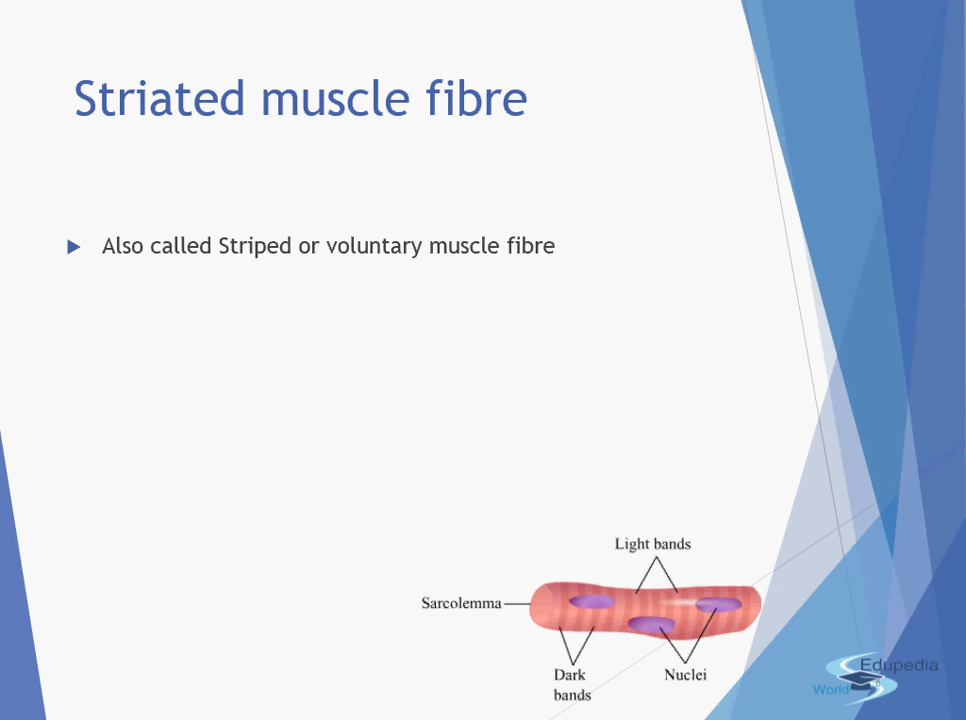 Striated muscle fibre
Also called Striped or voluntary muscle fibre
Light bands
Sarcolemma
Dark
bands
Nuclei
Edupedia
World